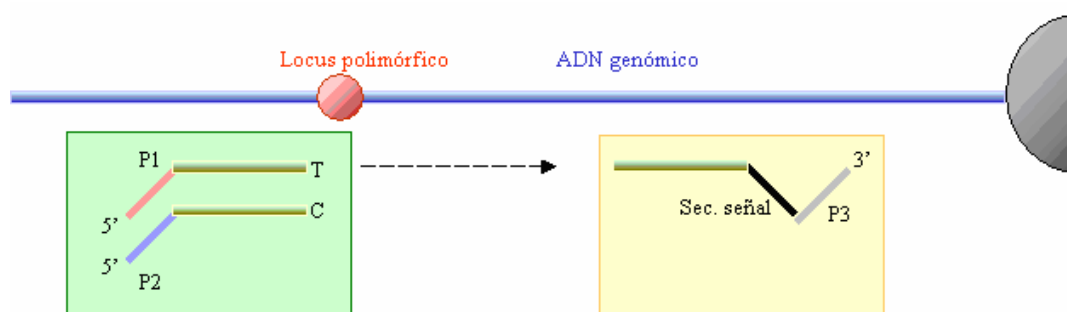 Locus polimórfico
ADN genómico
P1
T
5’
C
5’
P2
3’
Sec. señal
P3